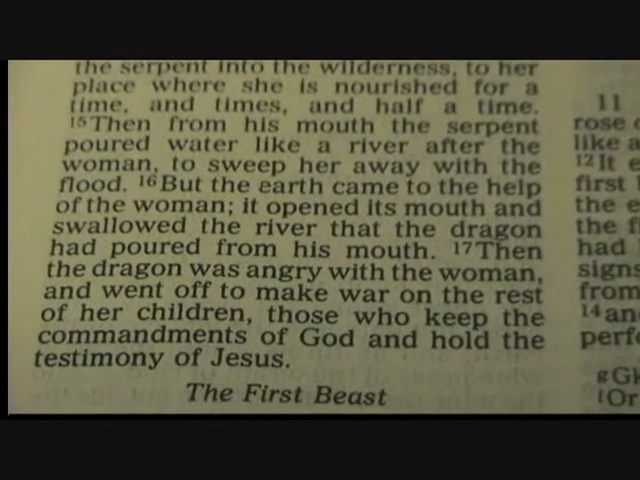 the serpent into the wilderness, to her
place where she is nourished for a
time, and times, and half a time.
15Then from his mouth the serpent
poured water like a river after the
woman, to sweep her away with the
flood. 16But the earth came to the help
of the woman; it opened its mouth and
swallowed the river that the dragon
had poured from his mouth. 17Then
the dragon was angry with the woman,
and went off to make war on the rest
of her children, those who keep the
commandments of God and hold the
testimony of Jesus.
The First Beast
11
rose
like a
12It
first
the
the
had
signs
from
14